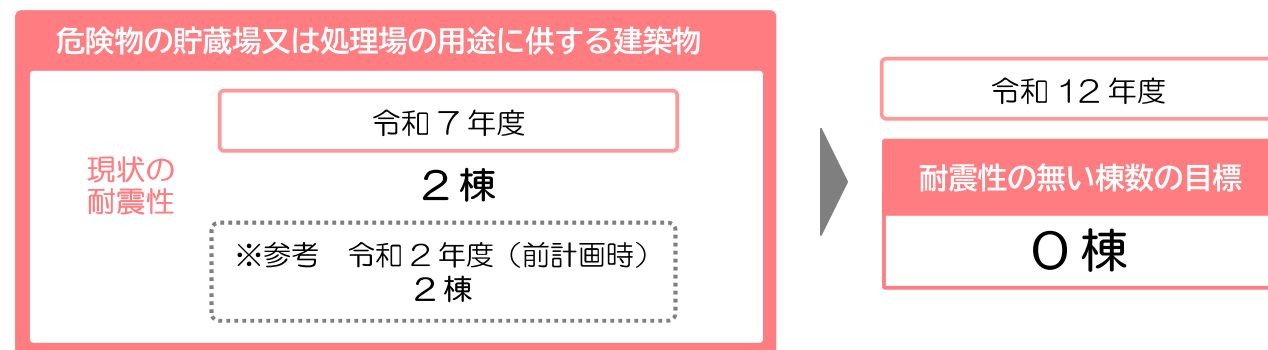 危険物の貯蔵場又は処理場の用途に供する建築物
現状の
耐震性
令和７年度
２棟
※参考　令和２年度（前計画時）
２棟
令和 12 年度
耐震性の無い棟数の目標
０棟